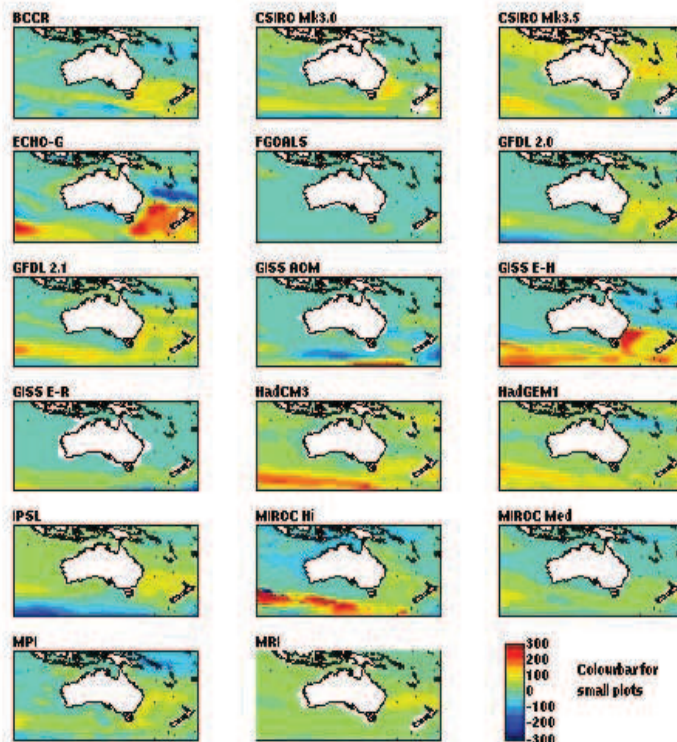 BCCR
CSIRO Mk3.0
CSIRO Mk3.5
ECHO-G
FGOALS
GFDL 2.0
GFDL 2.1
GISS AOM
GISS E-H
GISS E-R
HadCM3
HadGEM1
IPSL
MIROC Hi
MIROC Med
MPI
MRI
300
200
100
0
-100
-200
-300
Colourbar for
small plots